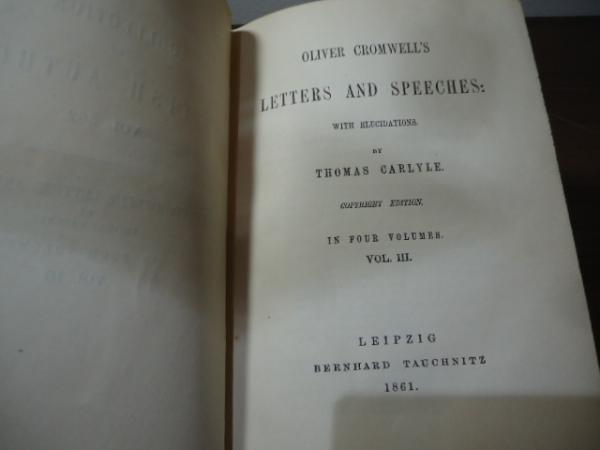 OLIVER CROMWELL'S
LETTERS AND SPEECHES:
WITH ELUCIDATIONS.
BY
THOMAS CARLYLE.
COPYRIGHT EDITION.
IN FOUR VOLUMES.
VOL. III.
LEIPZIG
BERNHARD TAUCHNITZ
1861.